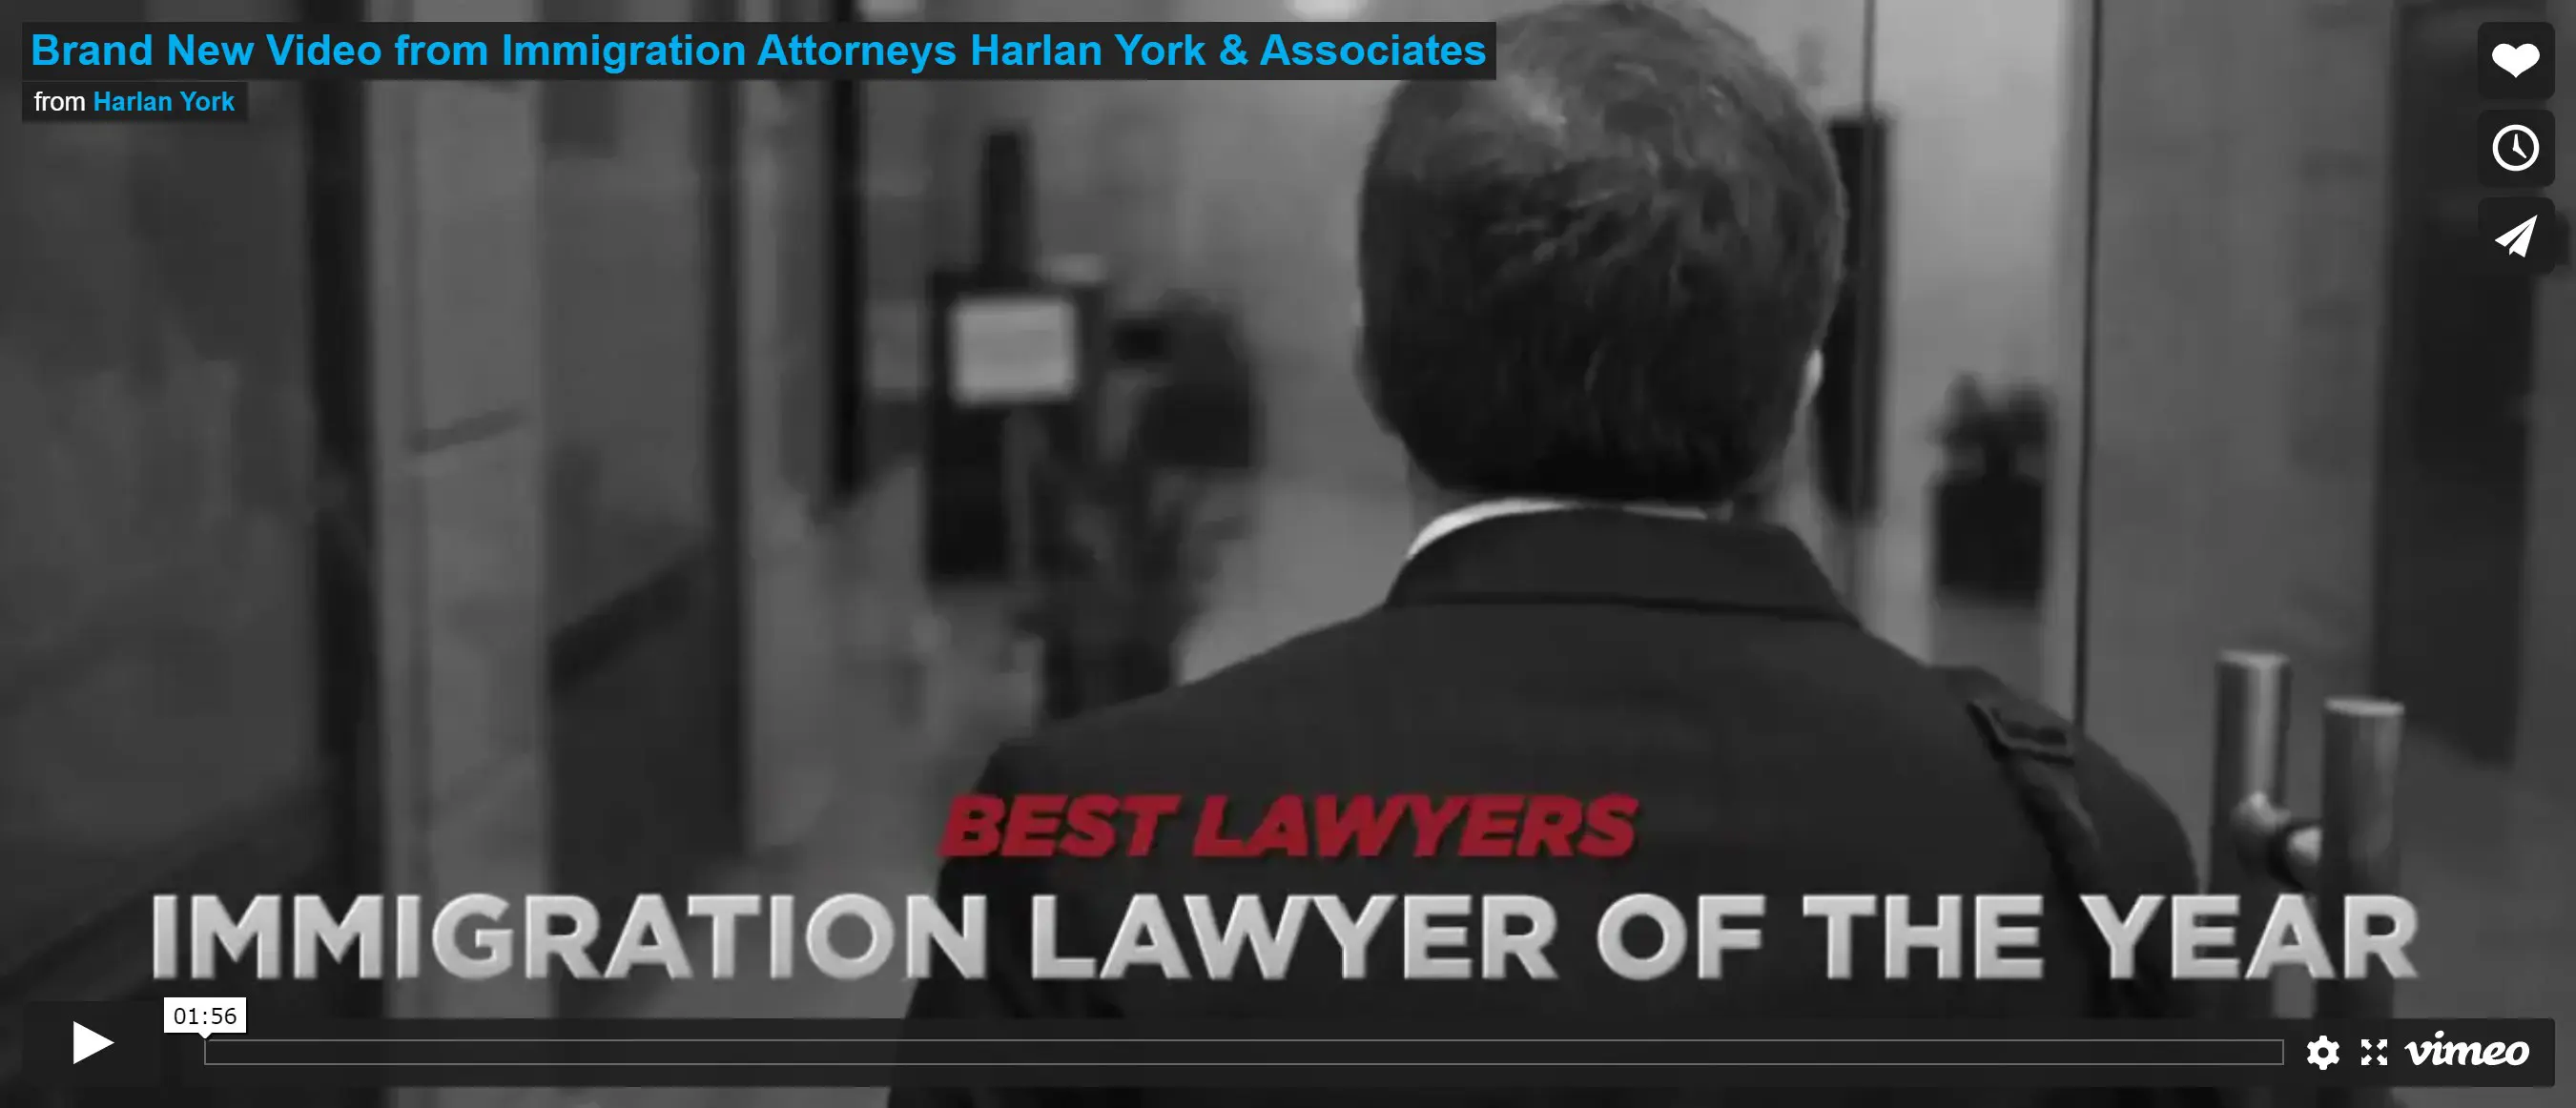 Brand New Video from Immigration Attorneys Harlan York & Associates
from Harlan York
BEST LAWYERS
IMMIGRATION LAWYER OF THE YEAR
01:56
vimeo